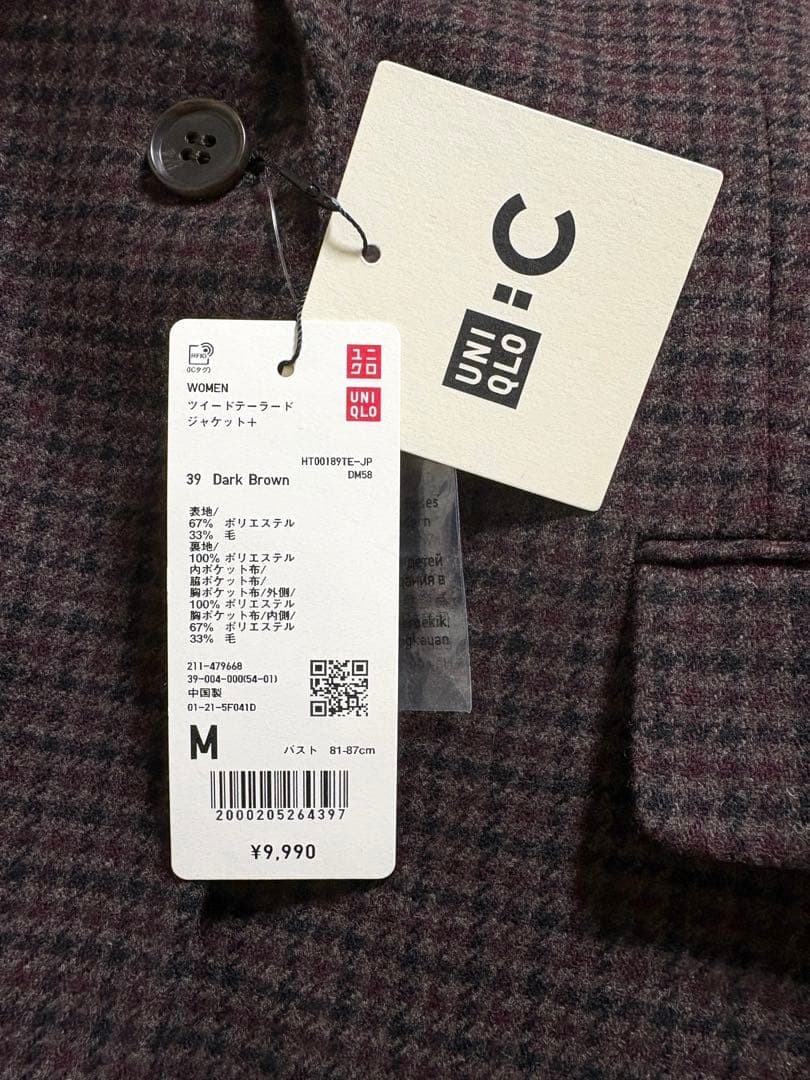 UNI
QLO
: C
RFID
(ICタグ)
ユニ
クロ
UNI
QLO
WOMEN
ツイードテーラード
ジャケット+
HT00189TE-JP
DM58
39 Dark Brown
表地/
67% ポリエステル
33% 毛
裏地/
100% ポリエステル
内ポケット布/
脇ポケット布/
胸ポケット布/外側/
100% ポリエステル
胸ポケット布/内側/
67% ポリエステル
33% 毛
211-479668
39-004-000(54-01)
中国製
01-21-5F041D
M
バスト 81-87cm
2000205264397
¥9,990